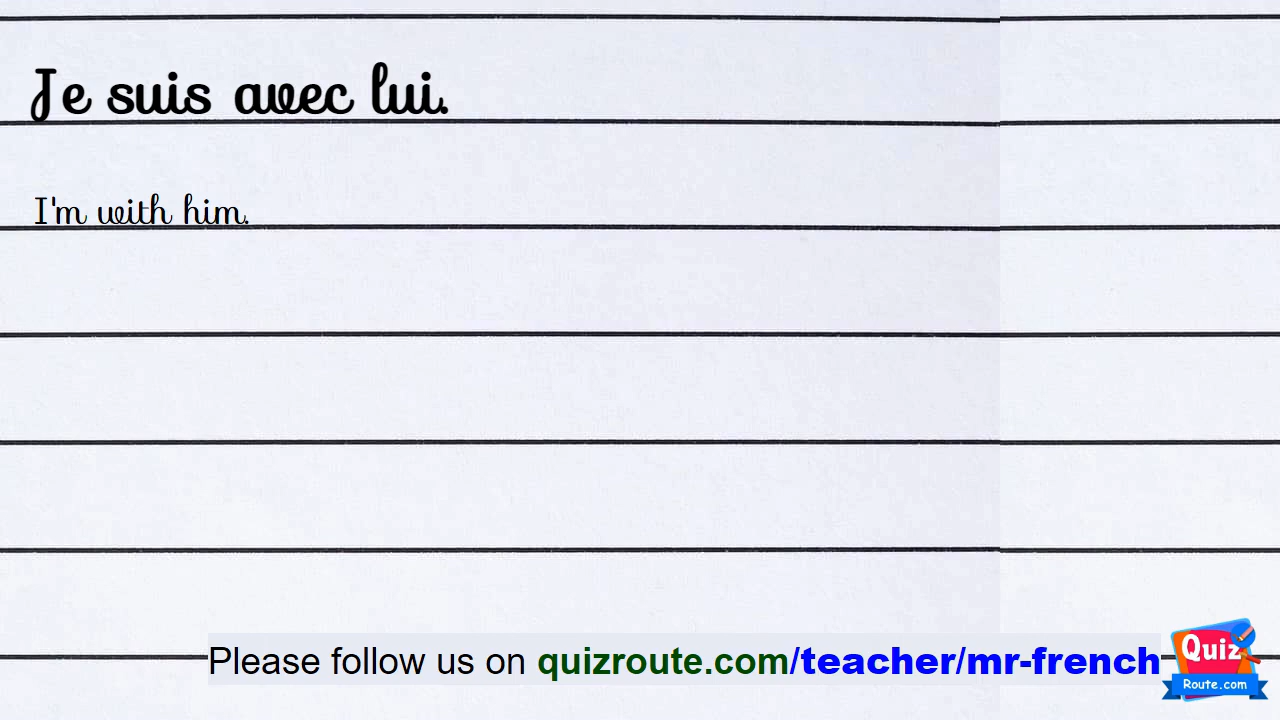 Je suis avec lui.
I'm with him.
Please follow us on quizroute.com/teacher/mr-french
Quiz
Route.com